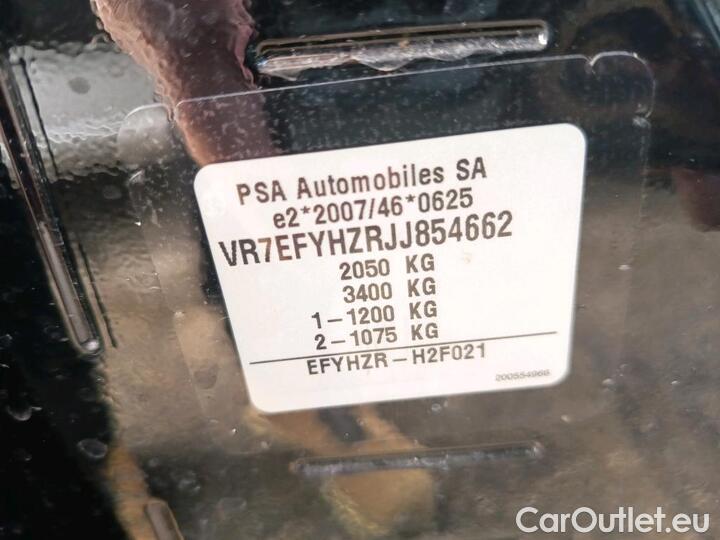 PSA Automobiles SA
e2*2007/46*0625
VR7EFYHZRJJ854662
2050 KG
3400 KG
1-1200 KG
2-1075 KG
EFYHZR-H2F021
200554966
CarOutlet.eu